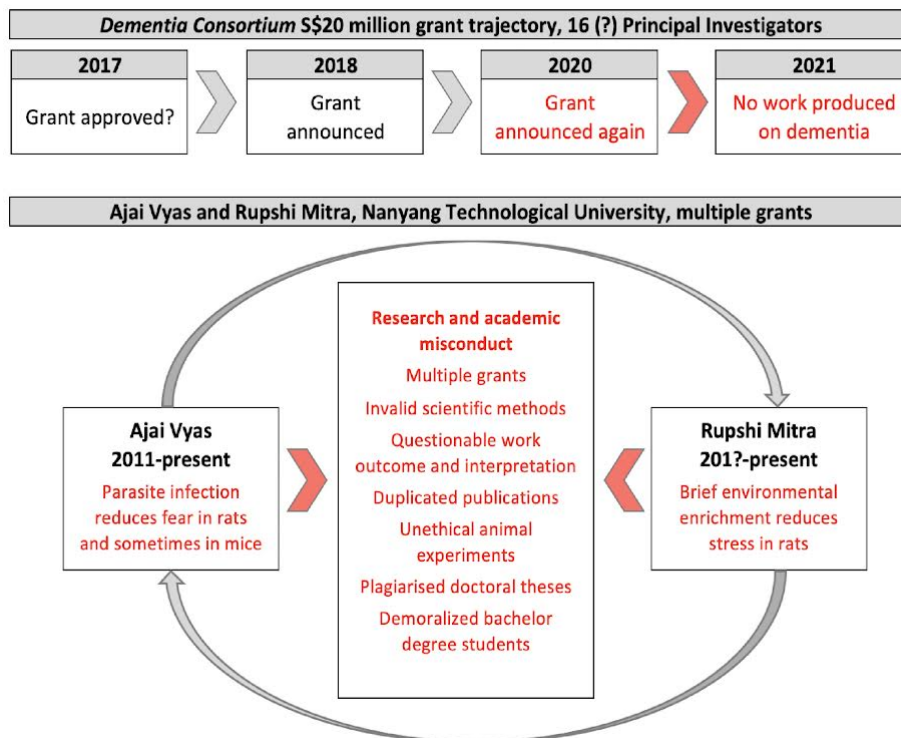 Dementia Consortium S$20 million grant trajectory, 16 (?) Principal Investigators
2017
Grant approved?
2018
Grant
announced
2020
Grant
announced again
2021
No work produced
on dementia
Ajai Vyas and Rupshi Mitra, Nanyang Technological University, multiple grants
Ajai Vyas
2011-present
Parasite infection
reduces fear in rats
and sometimes in mice
Research and academic
misconduct
Multiple grants
Invalid scientific methods
Questionable work
outcome and interpretation
Duplicated publications
Unethical animal
experiments
Plagiarised doctoral theses
Demoralized bachelor
degree students
Rupshi Mitra
201?-present
Brief environmental
enrichment reduces
stress in rats